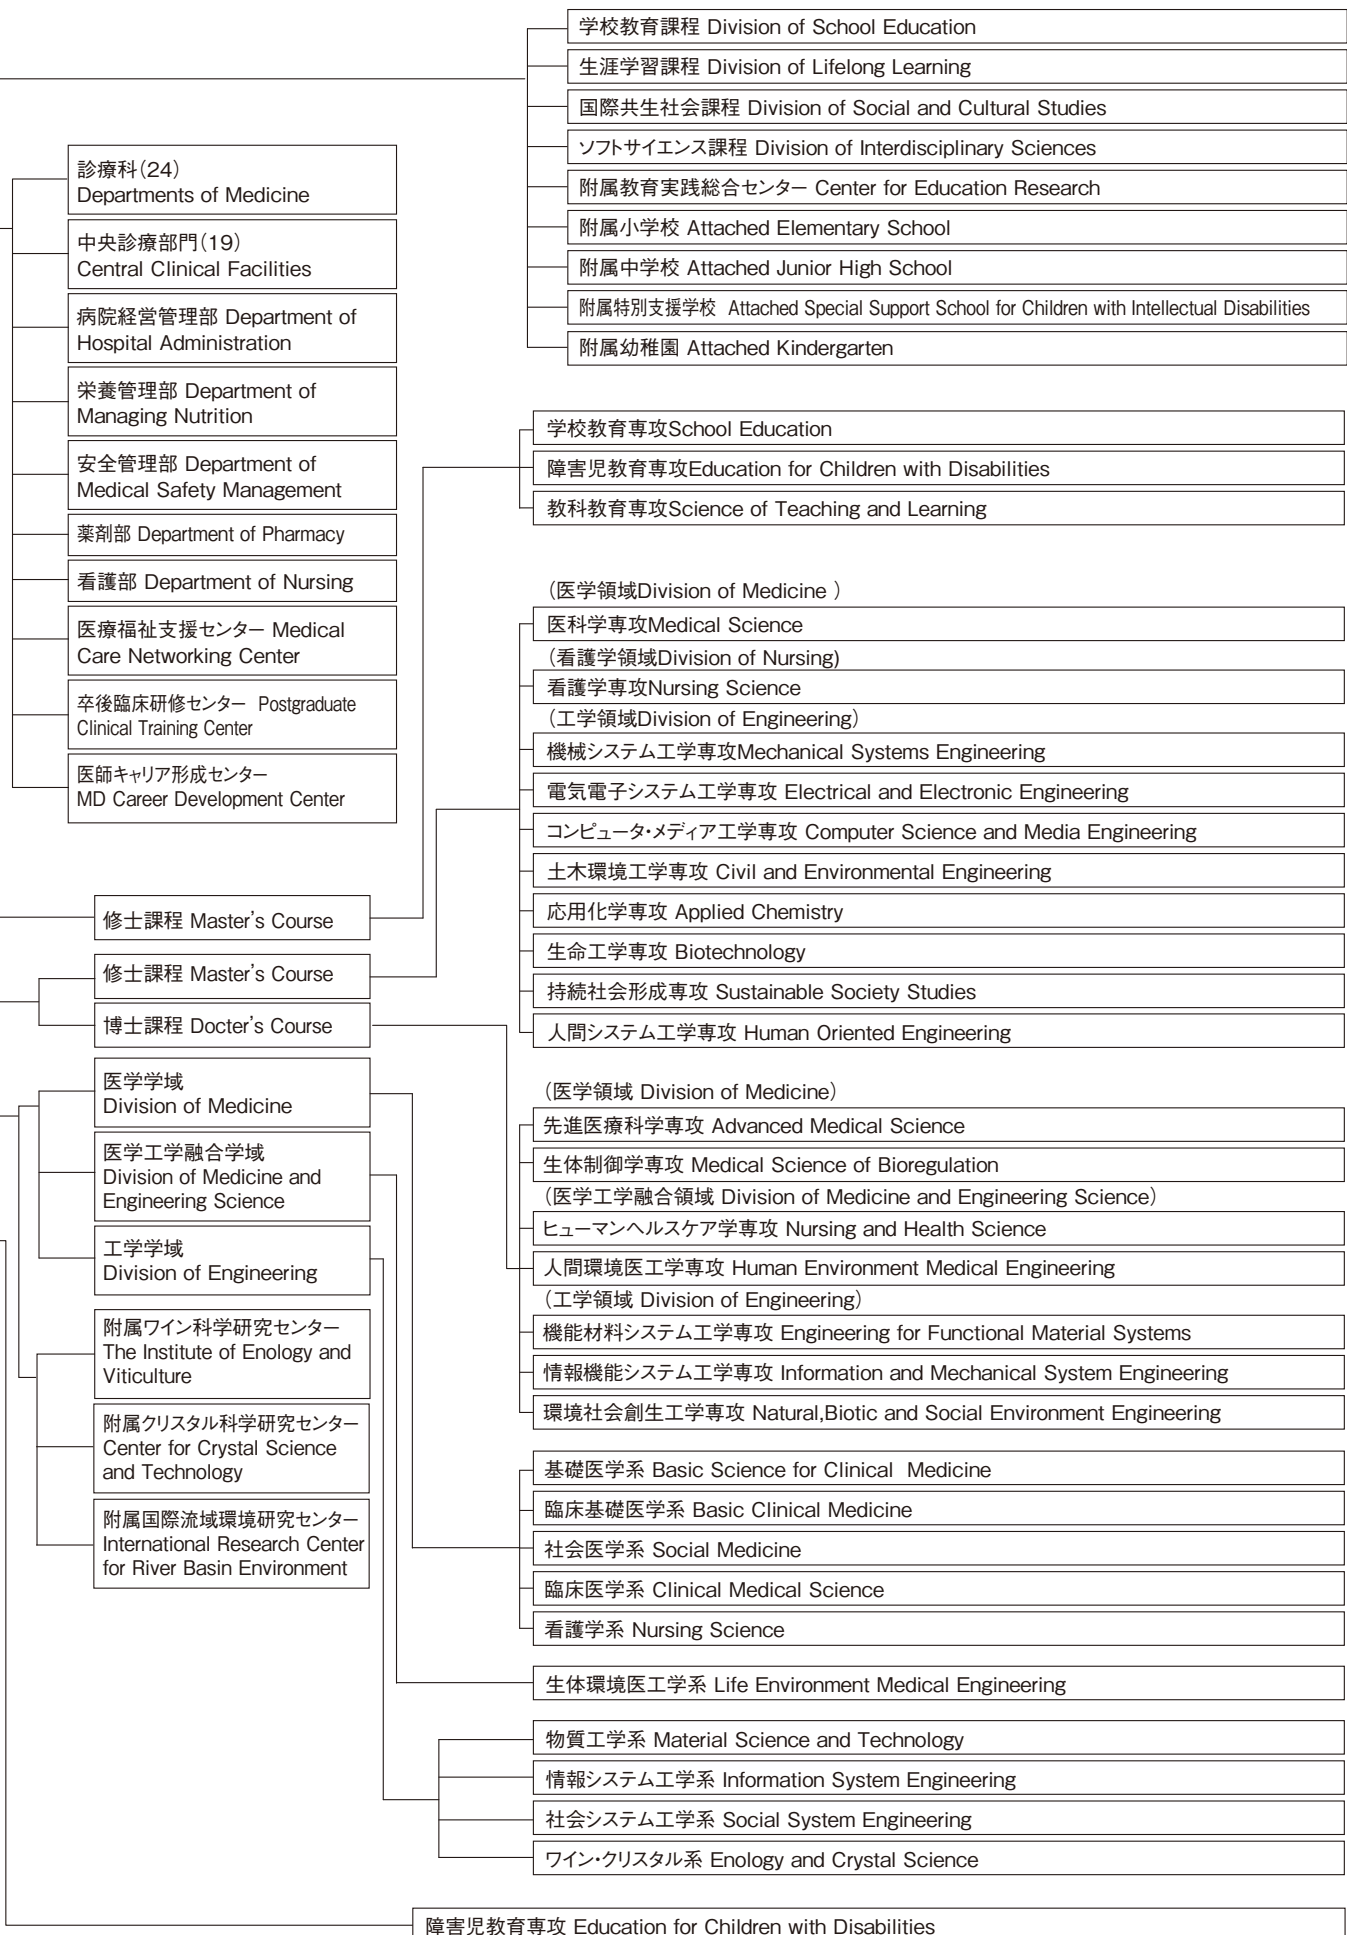 学校教育課程 Division of School Education
生涯学習課程 Division of Lifelong Learning
国際共生社会課程 Division of Social and Cultural Studies
ソフトサイエンス課程 Division of Interdisciplinary Sciences
附属教育実践総合センター Center for Education Research
附属小学校 Attached Elementary School
附属中学校 Attached Junior High School
附属特別支援学校 Attached Special Support School for Children with Intellectual Disabilities
附属幼稚園 Attached Kindergarten
診療科(24)
Departments of Medicine
中央診療部門(19)
Central Clinical Facilities
病院経営管理部 Department of
Hospital Administration
栄養管理部 Department of
Managing Nutrition
安全管理部 Department of
Medical Safety Management
薬剤部 Department of Pharmacy
看護部 Department of Nursing
医療福祉支援センター Medical
Care Networking Center
卒後臨床研修センター Postgraduate
Clinical Training Center
医師キャリア形成センター
MD Career Development Center
学校教育専攻School Education
障害児教育専攻Education for Children with Disabilities
教科教育専攻Science of Teaching and Learning
(医学領域Division of Medicine )
医科学専攻Medical Science
(看護学領域Division of Nursing)
看護学専攻Nursing Science
(工学領域Division of Engineering)
機械システム工学専攻Mechanical Systems Engineering
電気電子システム工学専攻 Electrical and Electronic Engineering
コンピュータ・メディア工学専攻 Computer Science and Media Engineering
土木環境工学専攻 Civil and Environmental Engineering
応用化学専攻 Applied Chemistry
生命工学専攻 Biotechnology
持続社会形成専攻 Sustainable Society Studies
人間システム工学専攻 Human Oriented Engineering
修士課程 Master's Course
修士課程 Master's Course
博士課程 Docter's Course
医学学域
Division of Medicine
医学工学融合学域
Division of Medicine and
Engineering Science
工学学域
Division of Engineering
附属ワイン科学研究センター
The Institute of Enology and
Viticulture
附属クリスタル科学研究センター
Center for Crystal Science
and Technology
附属国際流域環境研究センター
International Research Center
for River Basin Environment
(医学領域 Division of Medicine)
先進医療科学専攻 Advanced Medical Science
生体制御学専攻 Medical Science of Bioregulation
(医学工学融合領域 Division of Medicine and Engineering Science)
ヒューマンヘルスケア学専攻 Nursing and Health Science
人間環境医工学専攻 Human Environment Medical Engineering
(工学領域 Division of Engineering)
機能材料システム工学専攻 Engineering for Functional Material Systems
情報機能システム工学専攻 Information and Mechanical System Engineering
環境社会創生工学専攻 Natural,Biotic and Social Environment Engineering
基礎医学系 Basic Science for Clinical Medicine
臨床基礎医学系 Basic Clinical Medicine
社会医学系 Social Medicine
臨床医学系 Clinical Medical Science
看護学系 Nursing Science
生体環境医工学系 Life Environment Medical Engineering
物質工学系 Material Science and Technology
情報システム工学系 Information System Engineering
社会システム工学系 Social System Engineering
ワイン・クリスタル系 Enology and Crystal Science
障害児教育専攻 Education for Children with Disabilities